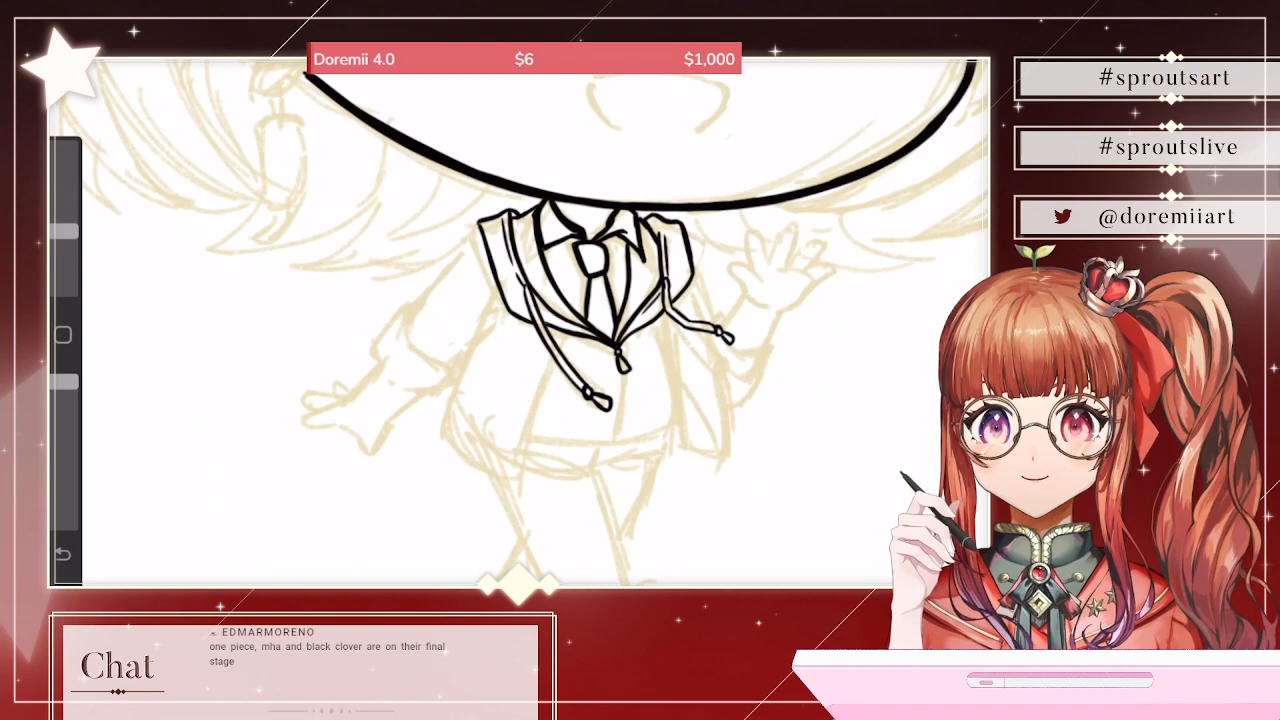 Doremii 4.0 $6 $1,000
#sproutsart
#sproutslive
@doremiiart
Chat
EDMARMORENO
one piece, mha and black clover are on their final
stage